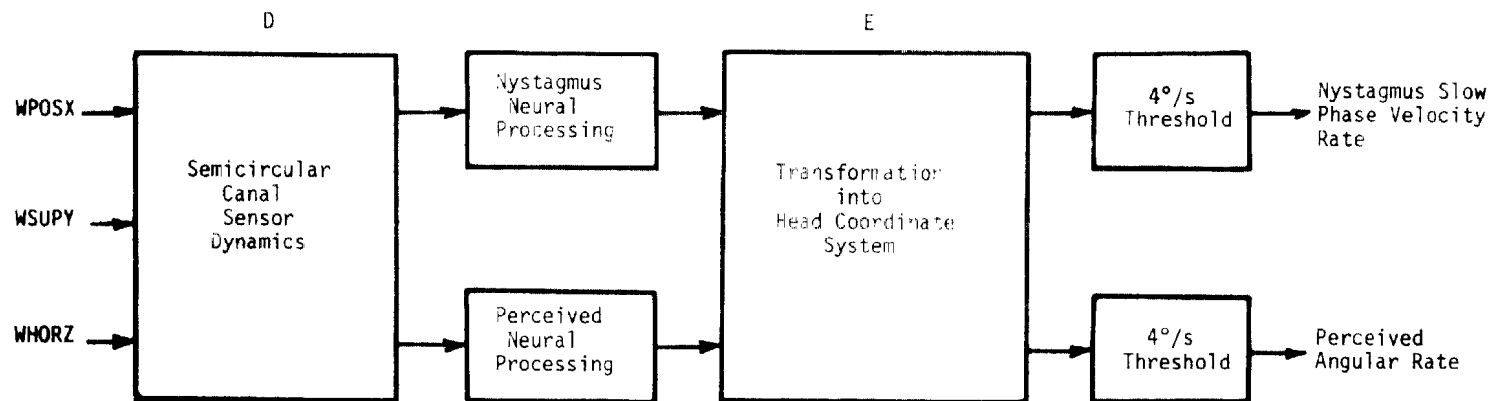 D
E
WPOSX
WSUPY
WHORZ
Semicircular
Canal
Sensor
Dynamics
Nystagmus
Neural
Processing
Perceived
Neural
Processing
Transformation
into
Head Coordinate
System
4°/s
Threshold
4°/s
Threshold
Nystagmus Slow
Phase Velocity
Rate
Perceived
Angular Rate